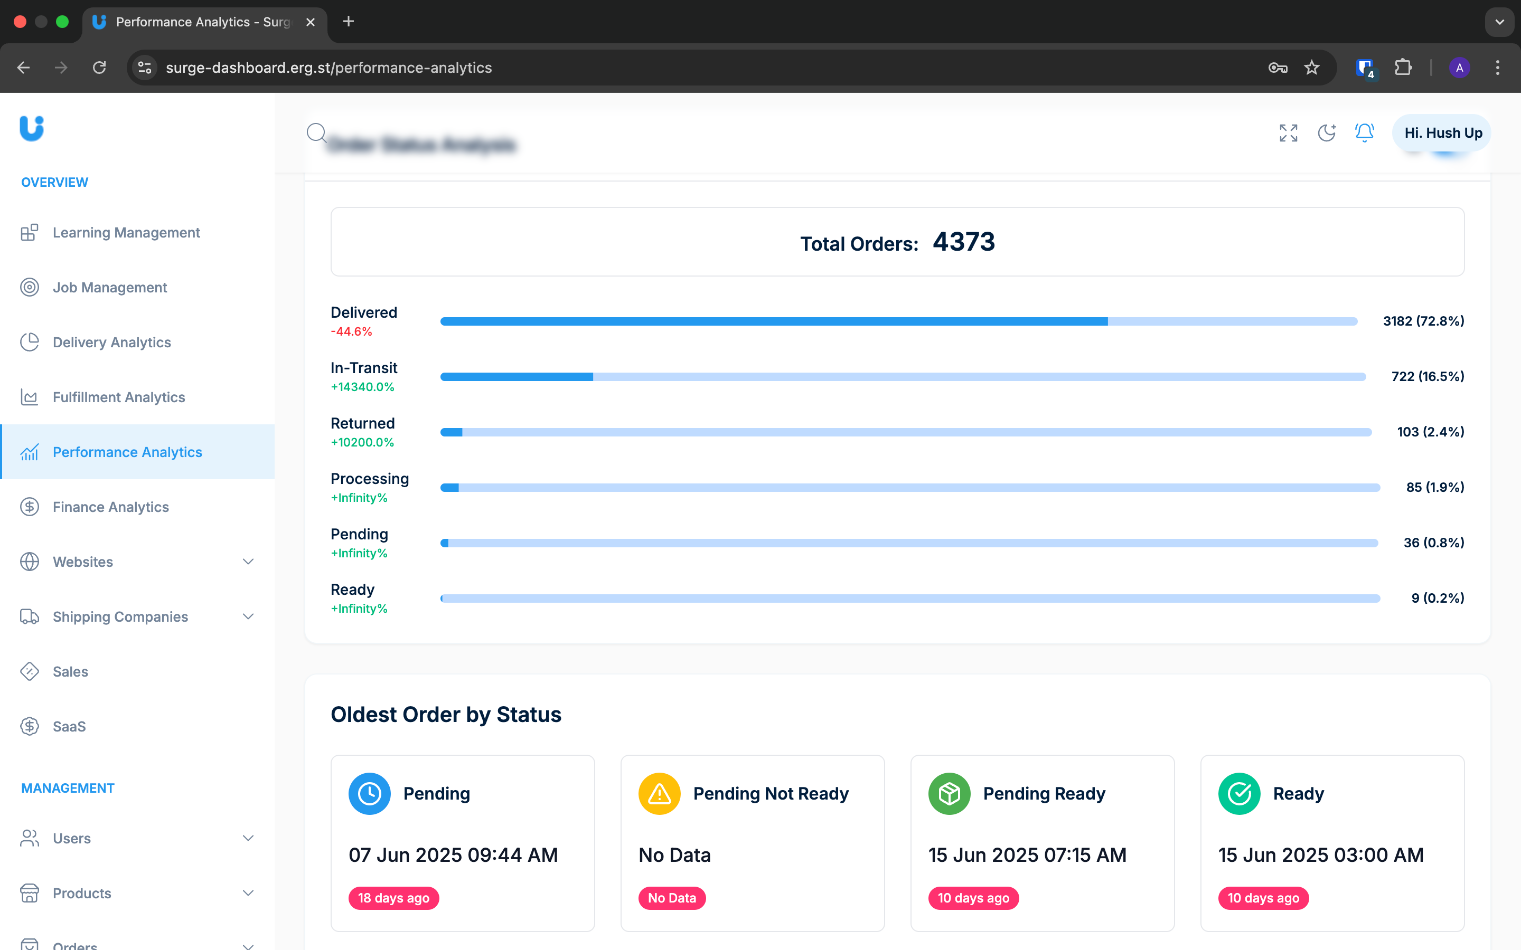 Performance Analytics - Surg
surge-dashboard.erg.st/performance-analytics
4
A
Order Status Analysis
Hi. Hush Up
OVERVIEW
Learning Management
Job Management
Delivery Analytics
Fulfillment Analytics
Performance Analytics
Finance Analytics
Websites
Shipping Companies
Sales
SaaS
MANAGEMENT
Users
Products
Orders
Total Orders: 4373
Delivered
-44.6%
3182 (72.8%)
In-Transit
+14340.0%
722 (16.5%)
Returned
+10200.0%
103 (2.4%)
Processing
+Infinity%
85 (1.9%)
Pending
+Infinity%
36 (0.8%)
Ready
+Infinity%
9 (0.2%)
Oldest Order by Status
Pending
07 Jun 2025 09:44 AM
18 days ago
Pending Not Ready
No Data
No Data
Pending Ready
15 Jun 2025 07:15 AM
10 days ago
Ready
15 Jun 2025 03:00 AM
10 days ago